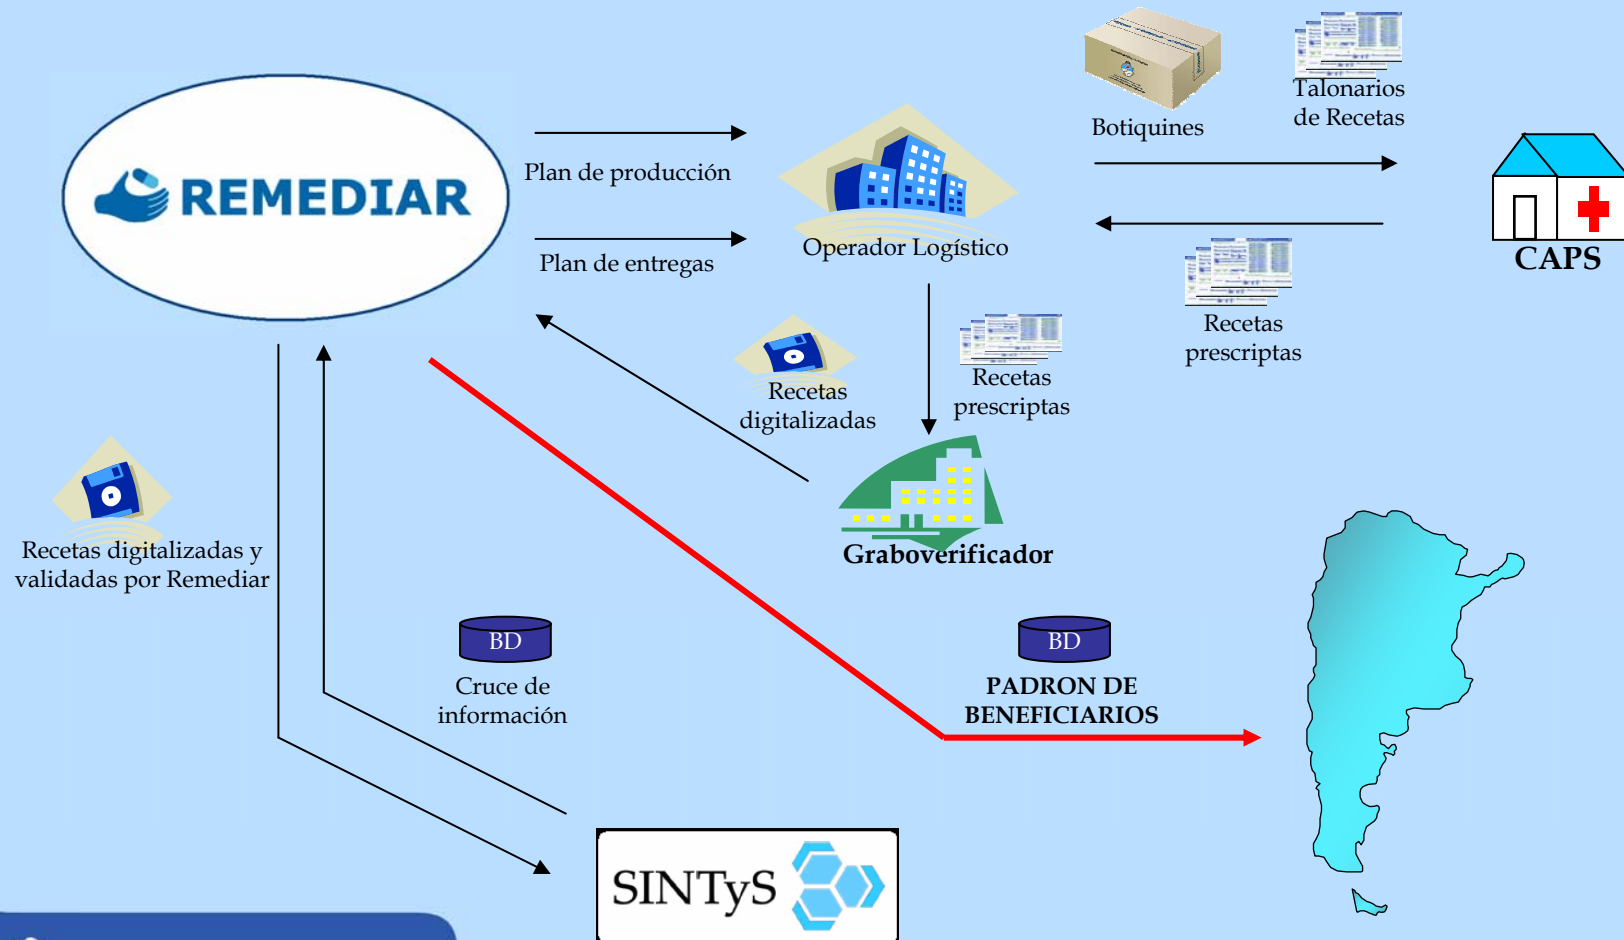 Talonarios
de Recetas
Botiquines
REMEDIAR
Plan de producción
Plan de entregas
Operador Logístico
CAPS
Recetas
prescriptas
Recetas
prescriptas
Recetas
digitalizadas
Graboverificador
Recetas digitalizadas y
validadas por Remediar
BD
Cruce de
información
BD
PADRON DE
BENEFICIARIOS
SINTyS